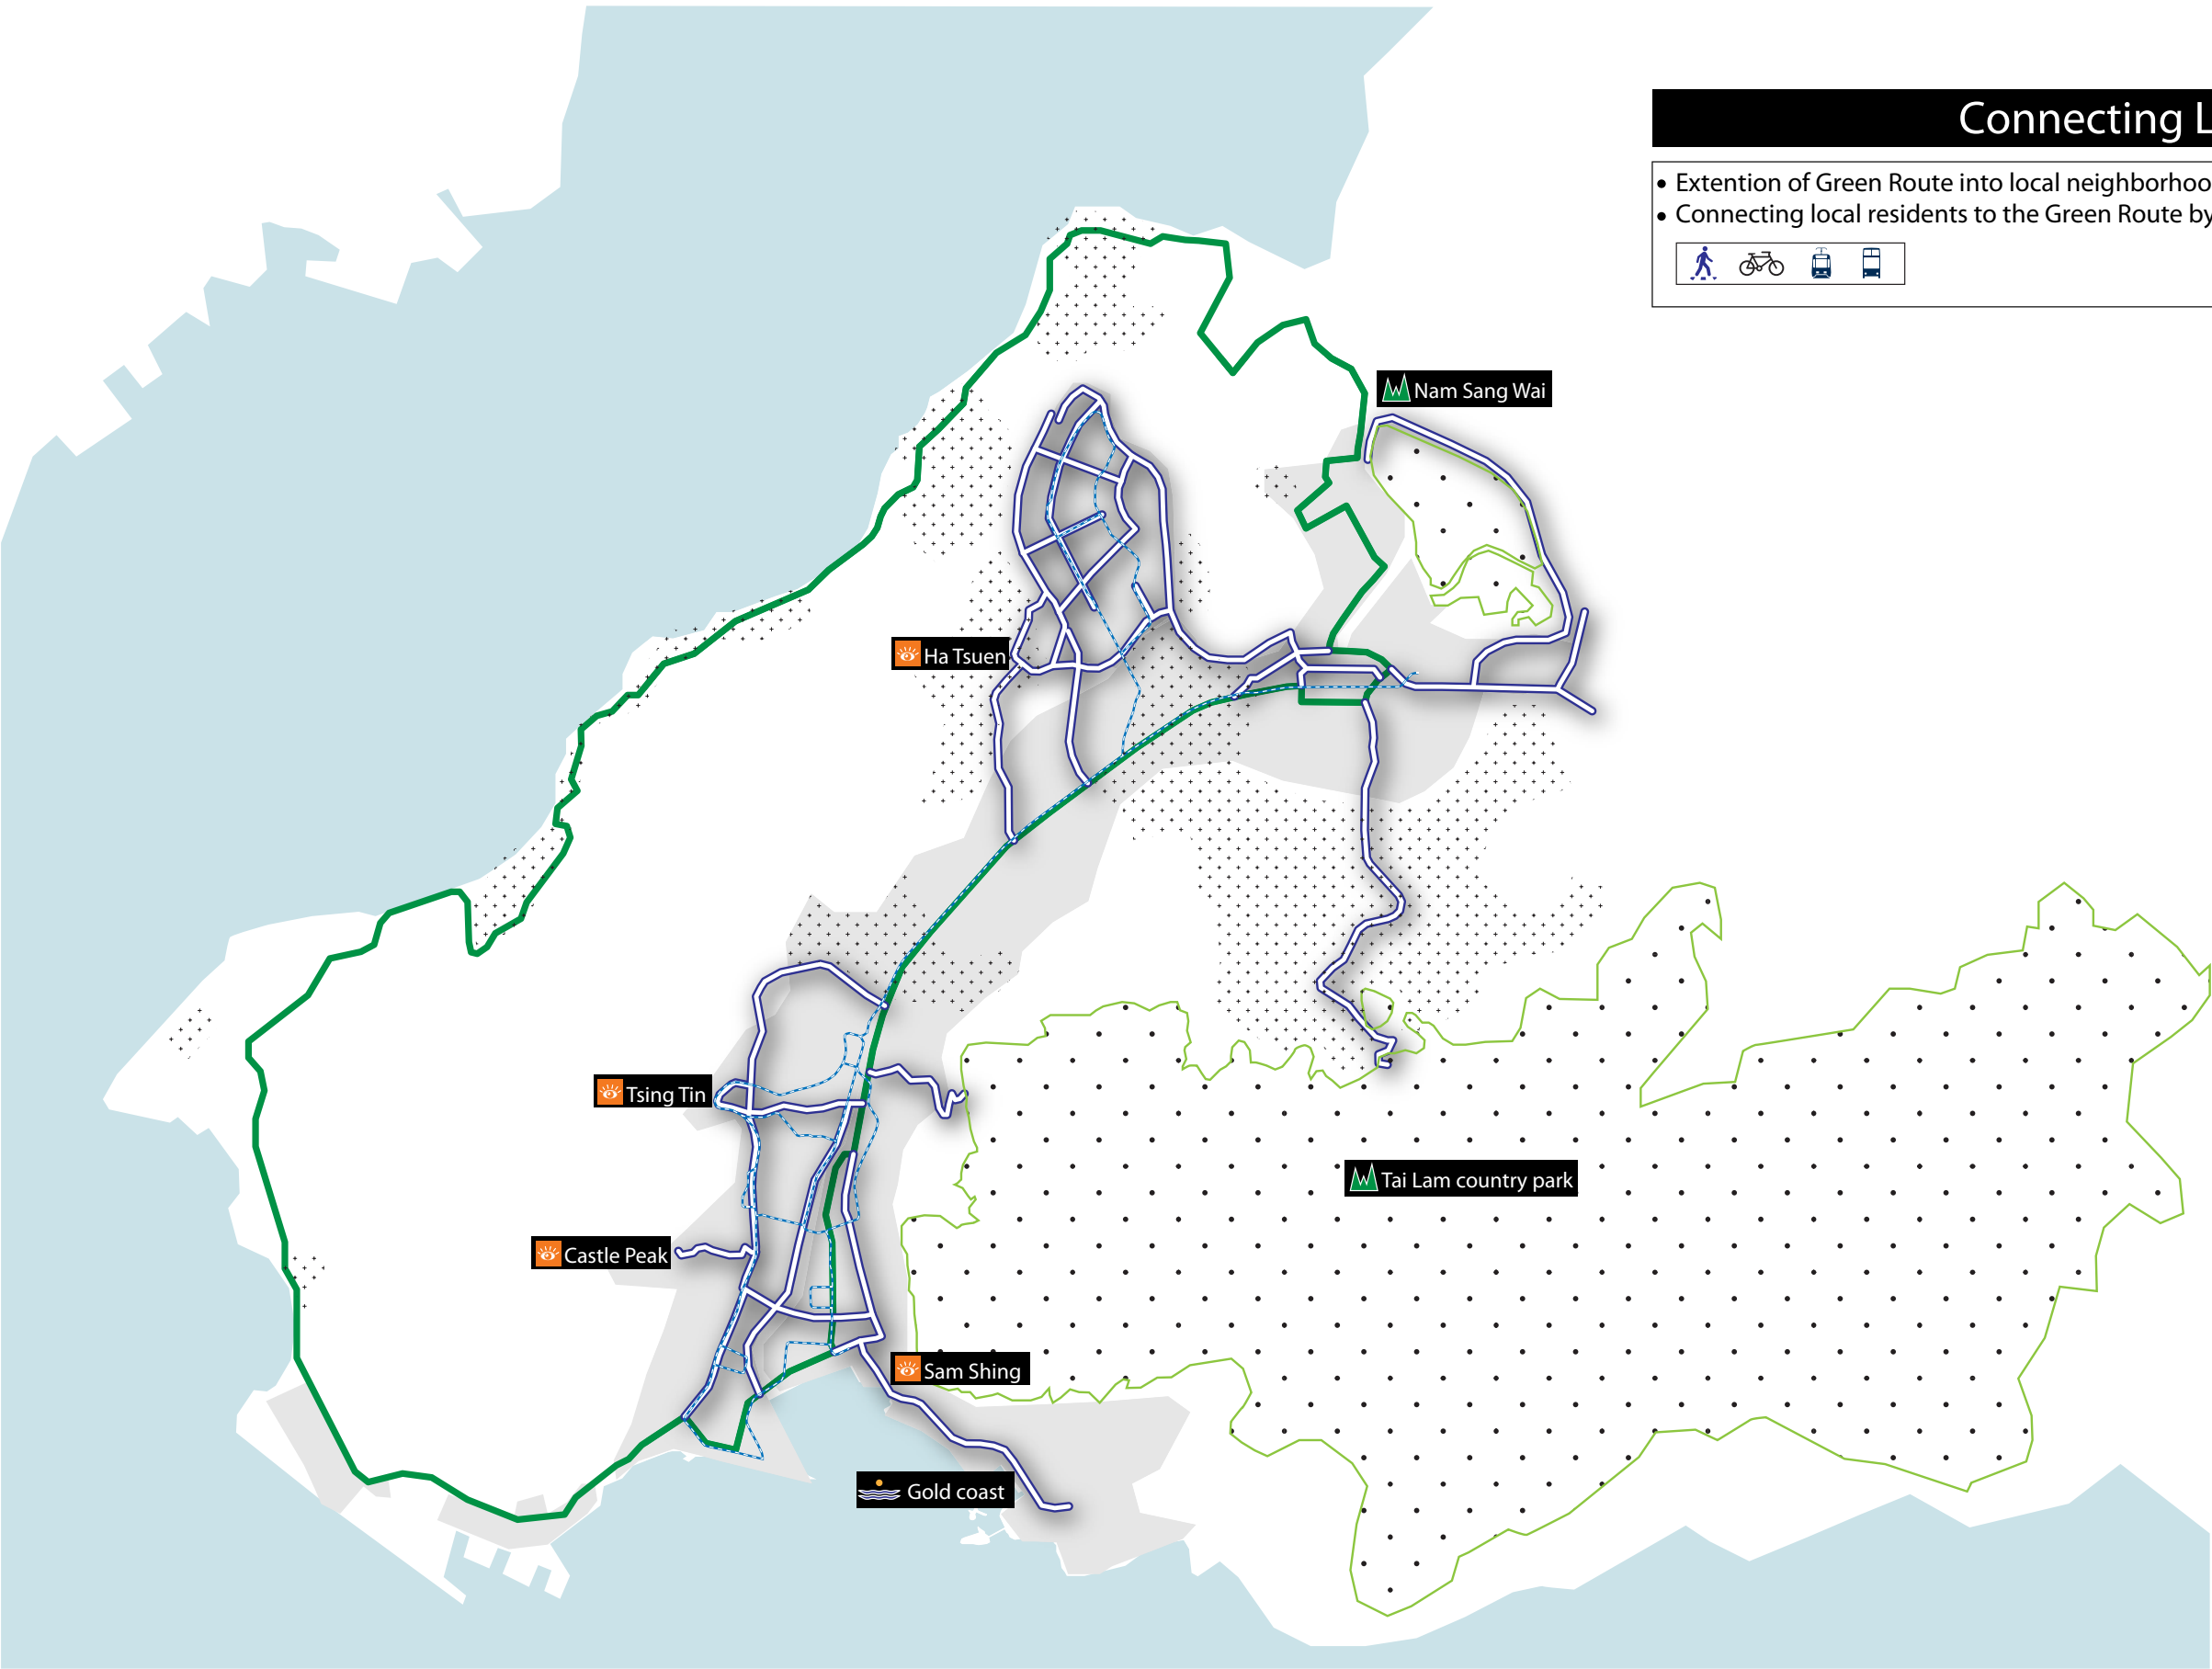 Connecting L
• Extention of Green Route into local neighborhoo
• Connecting local residents to the Green Route by
Nam Sang Wai
Ha Tsuen
Tsing Tin
Tai Lam country park
Castle Peak
Sam Shing
Gold coast